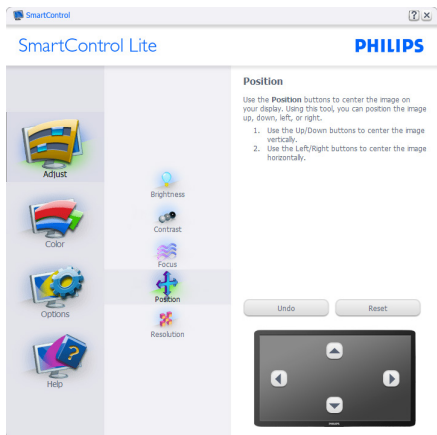 SmartControl
SmartControl Lite
PHILIPS
Adjust
Color
Options
Help
Brightness
Contrast
Focus
Position
Resolution
Position
Use the Position buttons to center the image on
your display. Using this tool, you can position the image
up, down, left, or right.
1. Use the Up/Down buttons to center the image
vertically.
2. Use the Left/Right buttons to center the image
horizontally.
Undo
Reset
PHILIPS